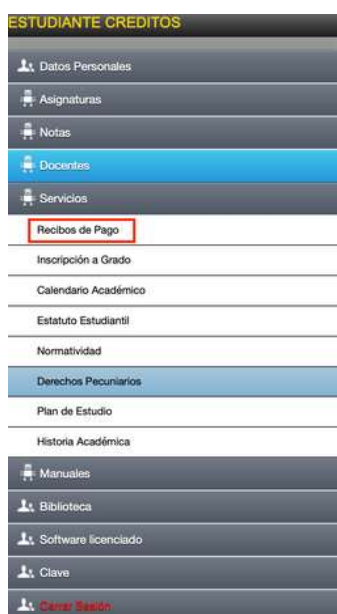 ESTUDIANTE CREDITOS
Datos Personales
Asignaturas
Notas
Docentes
Servicios
Recibos de Pago
Inscripción a Grado
Calendario Académico
Estatuto Estudiantil
Normatividad
Derechos Pecuniarios
Plan de Estudio
Historia Académica
Manuales
Biblioteca
Software licenciado
Clave
Cerrar Sesión